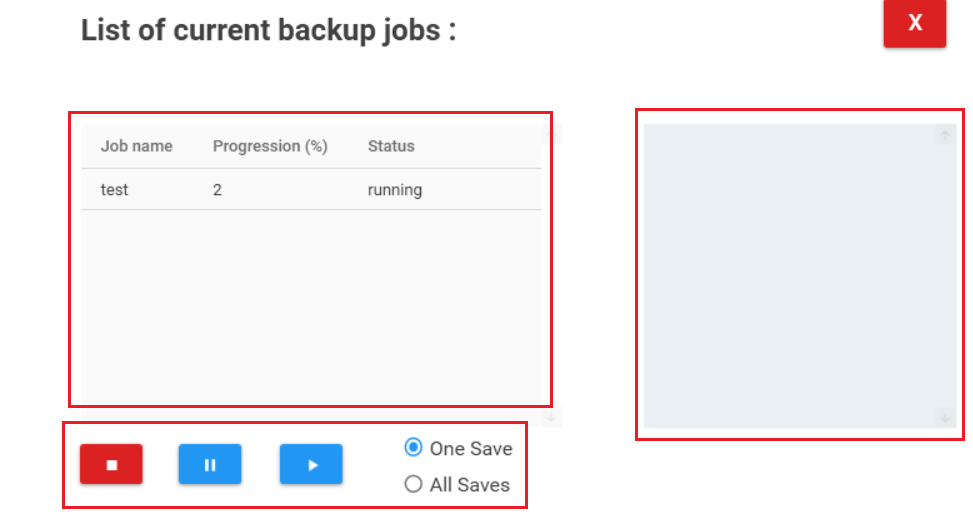 List of current backup jobs :
X
Job name Progression (%) Status
test 2 running
One Save
All Saves